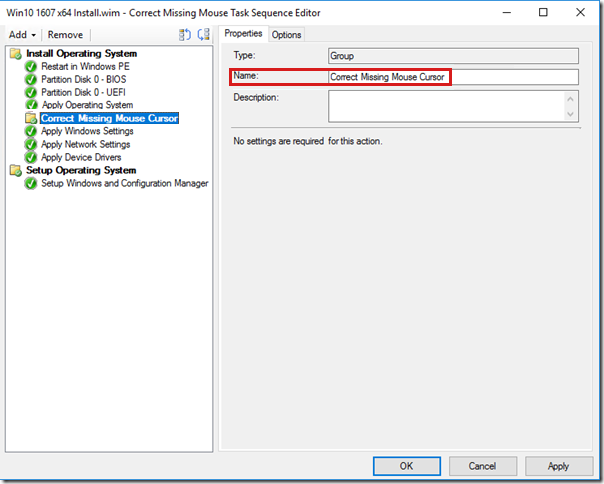 Win10 1607 x64 Install.wim - Correct Missing Mouse Task Sequence Editor
Add Remove
Install Operating System
Restart in Windows PE
Partition Disk 0 - BIOS
Partition Disk 0 - UEFI
Apply Operating System
Correct Missing Mouse Cursor
Apply Windows Settings
Apply Network Settings
Apply Device Drivers
Setup Operating System
Setup Windows and Configuration Manager
Properties Options
Type: Group
Name: Correct Missing Mouse Cursor
Description:
No settings are required for this action.
OK Cancel Apply